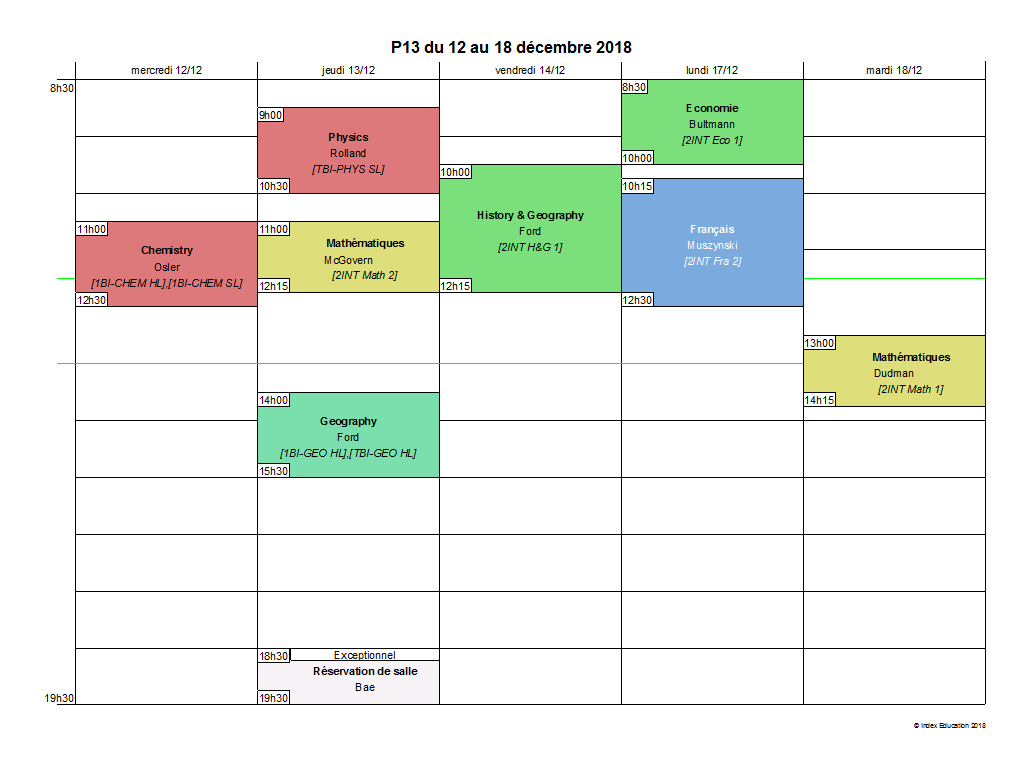 P13 du 12 au 18 décembre 2018
mercredi 12/12
jeudi 13/12
vendredi 14/12
lundi 17/12
mardi 18/12
8h30
11h00
Chemistry
Osler
[1BI-CHEM HL],[1BI-CHEM SL]
12h30
9h00
Physics
Rolland
[TBI-PHYS SL]
10h30
11h00
Mathématiques
McGovern
[2INT Math 2]
12h15
14h00
Geography
Ford
[1BI-GEO HL],[TBI-GEO HL]
15h30
18h30
Exceptionnel
Réservation de salle
Bae
19h30
10h00
History & Geography
Ford
[2INT H&G 1]
12h15
8h30
Economie
Bultmann
[2INT Eco 1]
10h00
10h15
Français
Muszynski
[2INT Fra 2]
12h30
13h00
Mathématiques
Dudman
[2INT Math 1]
14h15
19h30
© Index Education 2018